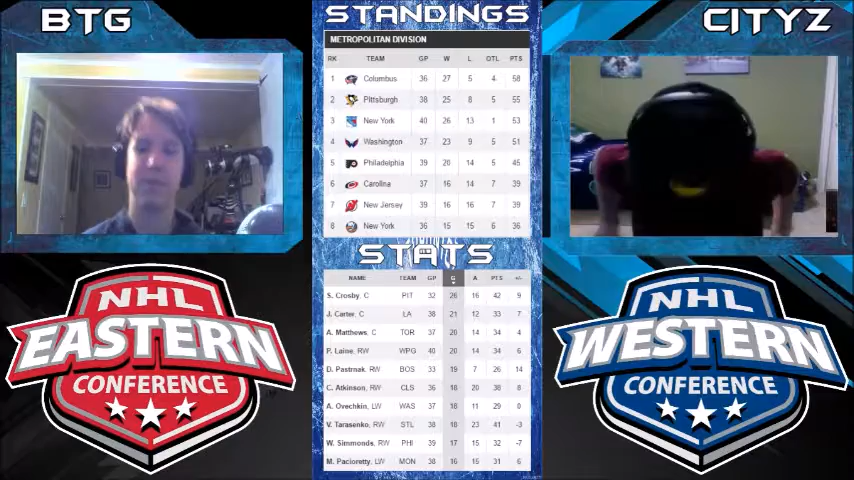 BTG
STANDINGS
CITYZ
METROPOLITAN DIVISION
RK TEAM GP W L OTL PTS
1 Columbus 36 27 5 4 58
2 Pittsburgh 38 25 8 5 55
3 New York 40 26 13 1 53
4 Washington 37 23 9 5 51
5 Philadelphia 39 20 14 5 45
6 Carolina 37 16 14 7 39
7 New Jersey 39 16 16 7 39
8 New York 36 15 15 6 36
STATS
NAME TEAM GP G A PTS +/-
S. Crosby, C PIT 32 26 16 42 9
J. Carter, C LA 38 21 12 33 7
A. Matthews, C TOR 37 20 14 34 4
P. Laine, RW WPG 40 20 14 34 6
D. Pastrnak, RW BOS 33 19 7 26 14
C. Atkinson, RW CLS 36 18 20 38 8
A. Ovechkin, LW WAS 37 18 11 29 0
V. Tarasenko, RW STL 38 18 23 41 -3
W. Simmonds, RW PHI 39 17 15 32 -7
M. Pacioretty, LW MON 38 16 15 31 6
NHL
EASTERN
CONFERENCE
NHL
WESTERN
CONFERENCE